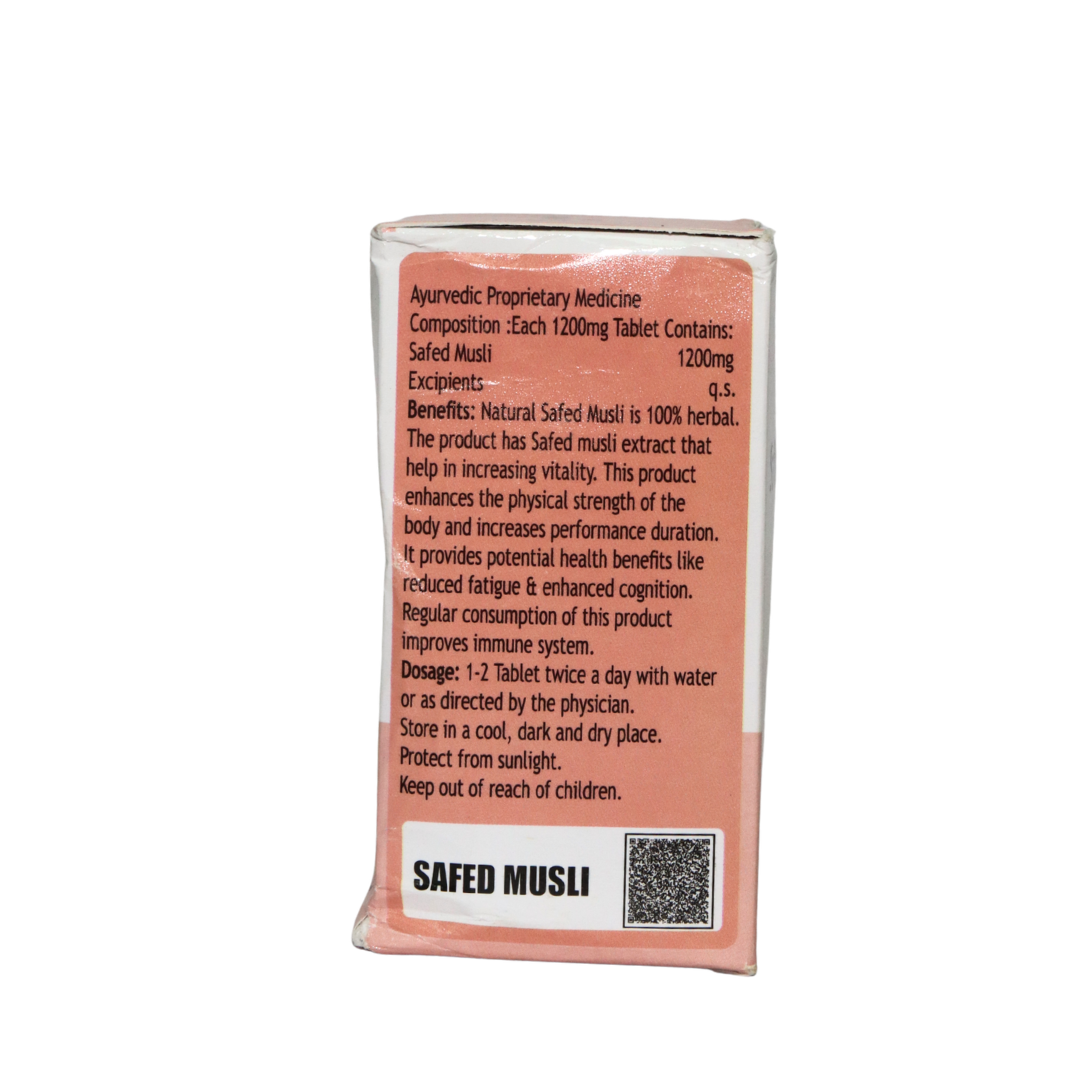 Ayurvedic Proprietary Medicine
Composition :Each 1200mg Tablet Contains:
Safed Musli 1200mg
Excipients q.s.
Benefits: Natural Safed Musli is 100% herbal.
The product has Safed musli extract that
help in increasing vitality. This product
enhances the physical strength of the
body and increases performance duration.
It provides potential health benefits like
reduced fatigue & enhanced cognition.
Regular consumption of this product
improves immune system.
Dosage: 1-2 Tablet twice a day with water
or as directed by the physician.
Store in a cool, dark and dry place.
Protect from sunlight.
Keep out of reach of children.
SAFED MUSLI